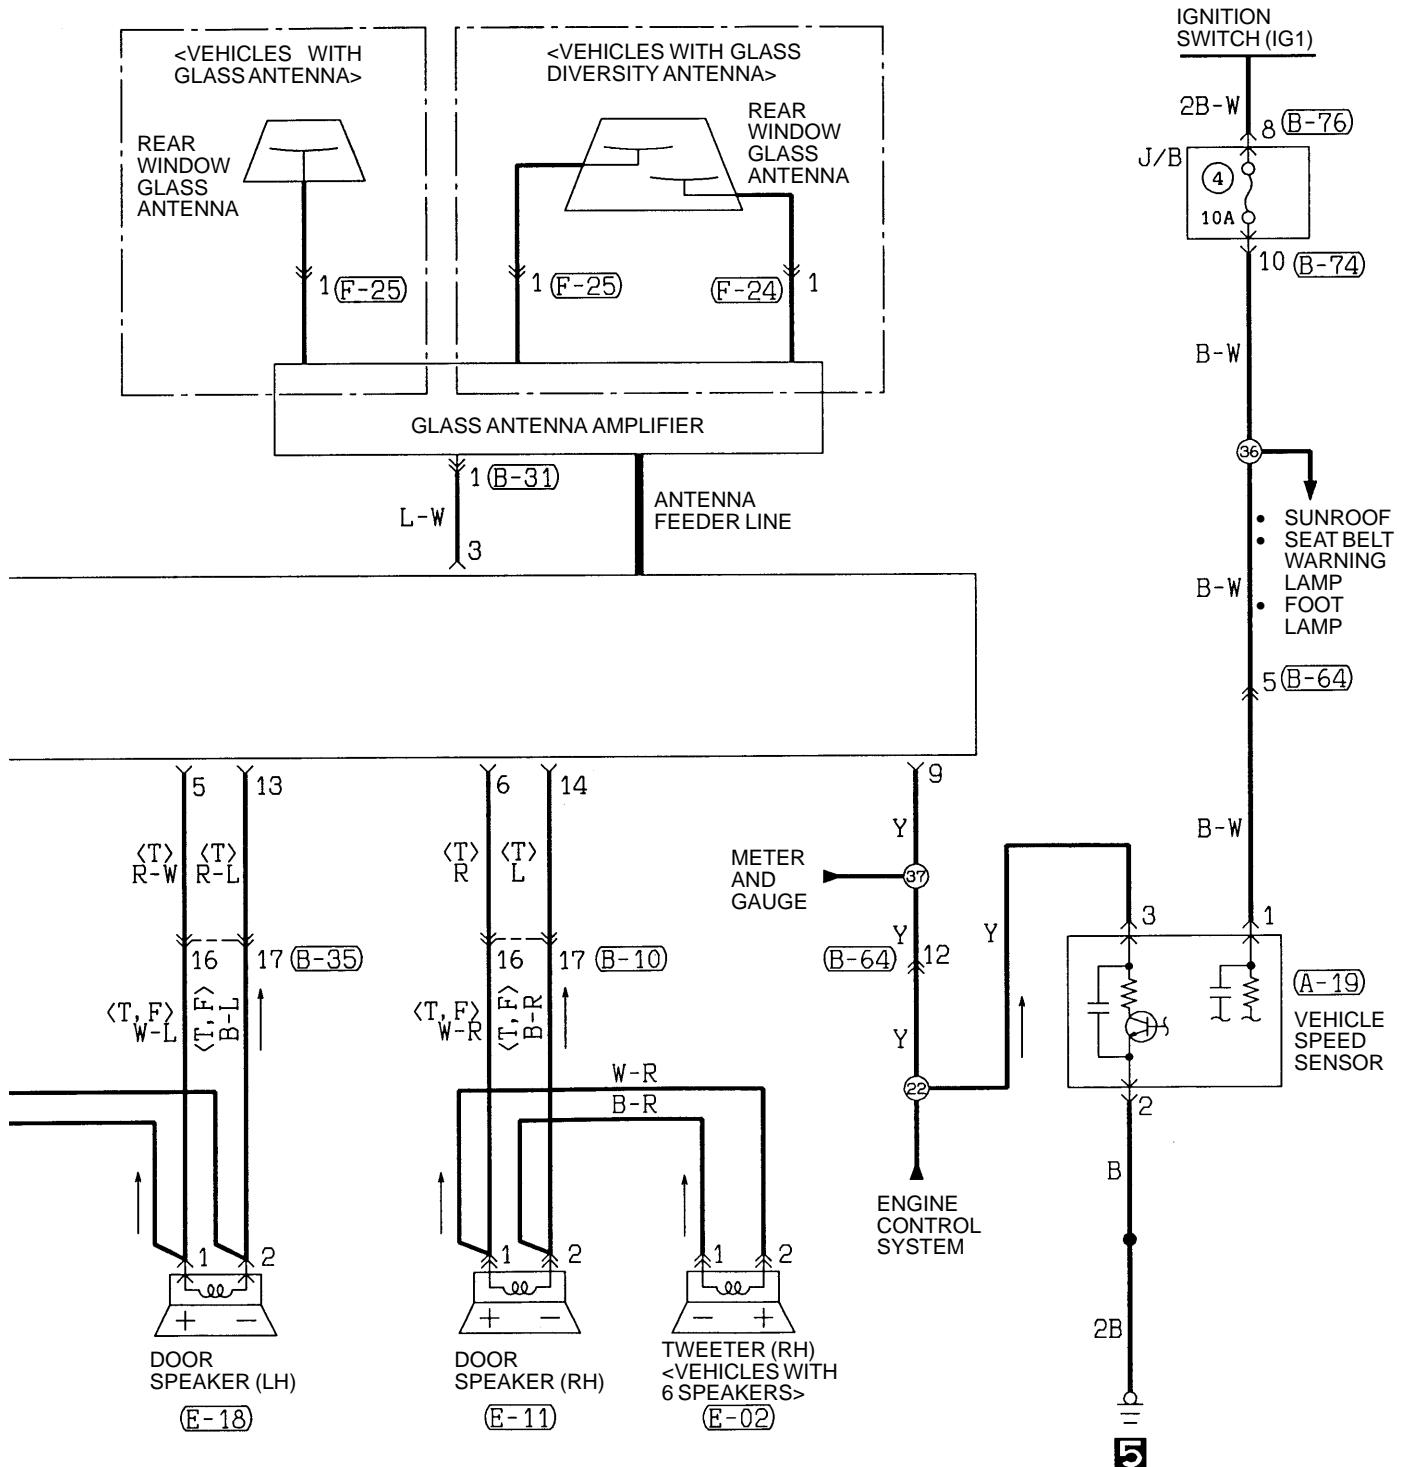 IGNITION
SWITCH (IG1)
<VEHICLES WITH
GLASS ANTENNA>
<VEHICLES WITH GLASS
DIVERSITY ANTENNA>
REAR
WINDOW
GLASS
ANTENNA
REAR
WINDOW
GLASS
ANTENNA
2B-W
8 B-76
J/B
4
10A
10 B-74
1 F-25
1 F-25
F-24 1
B-W
GLASS ANTENNA AMPLIFIER
36
1 B-31
ANTENNA
FEEDER LINE
L-W
3
• SUNROOF
• SEAT BELT
WARNING
LAMP
• FOOT
LAMP
B-W
5 B-64
5
13
6
14
9
<T>
R-W
<T>
R-L
<T>
R
<T>
L
Y
B-W
METER
AND
GAUGE
37
3
1
Y
Y
16
17 B-35
16
17 B-10
B-64
12
A-19
VEHICLE
SPEED
SENSOR
<T,F>
W-L
<T,F>
B-L
<T,F>
W-R
<T,F>
B-R
Y
W-R
B-R
22
2
B
ENGINE
CONTROL
SYSTEM
1
2
1
2
1
2
+ −
+ −
− +
2B
DOOR
SPEAKER (LH)
E-18
DOOR
SPEAKER (RH)
E-11
TWEETER (RH)
<VEHICLES WITH
6 SPEAKERS>
E-02
5